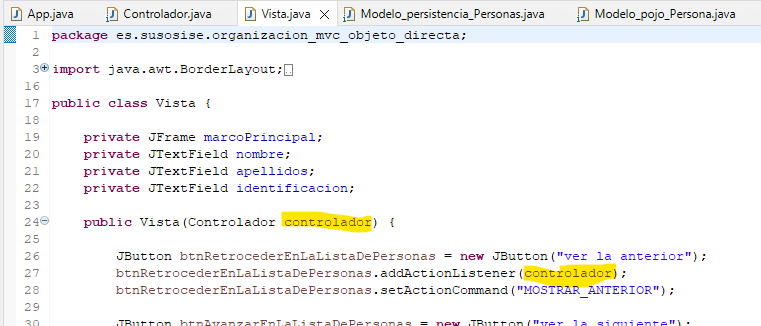 App.java Controlador.java Vista.java Modelo_persistencia_Personas.java Modelo_pojo_Persona.java
1 package es.susosise.organizacion_mvc_objeto_directa;
2
3 import java.awt.BorderLayout;
16
17 public class Vista {
18
19 private JFrame marcoPrincipal;
20 private JTextField nombre;
21 private JTextField apellidos;
22 private JTextField identificacion;
23
24 public Vista(Controlador controlador) {
25
26 JButton btnRetrocederEnLaListaDePersonas = new JButton("ver la anterior");
27 btnRetrocederEnLaListaDePersonas.addActionListener(controlador);
28 btnRetrocederEnLaListaDePersonas.setActionCommand("MOSTRAR_ANTERIOR");
29
30 JButton btnAvanzarEnLaListaDePersonas = new JButton("ver la siguiente");